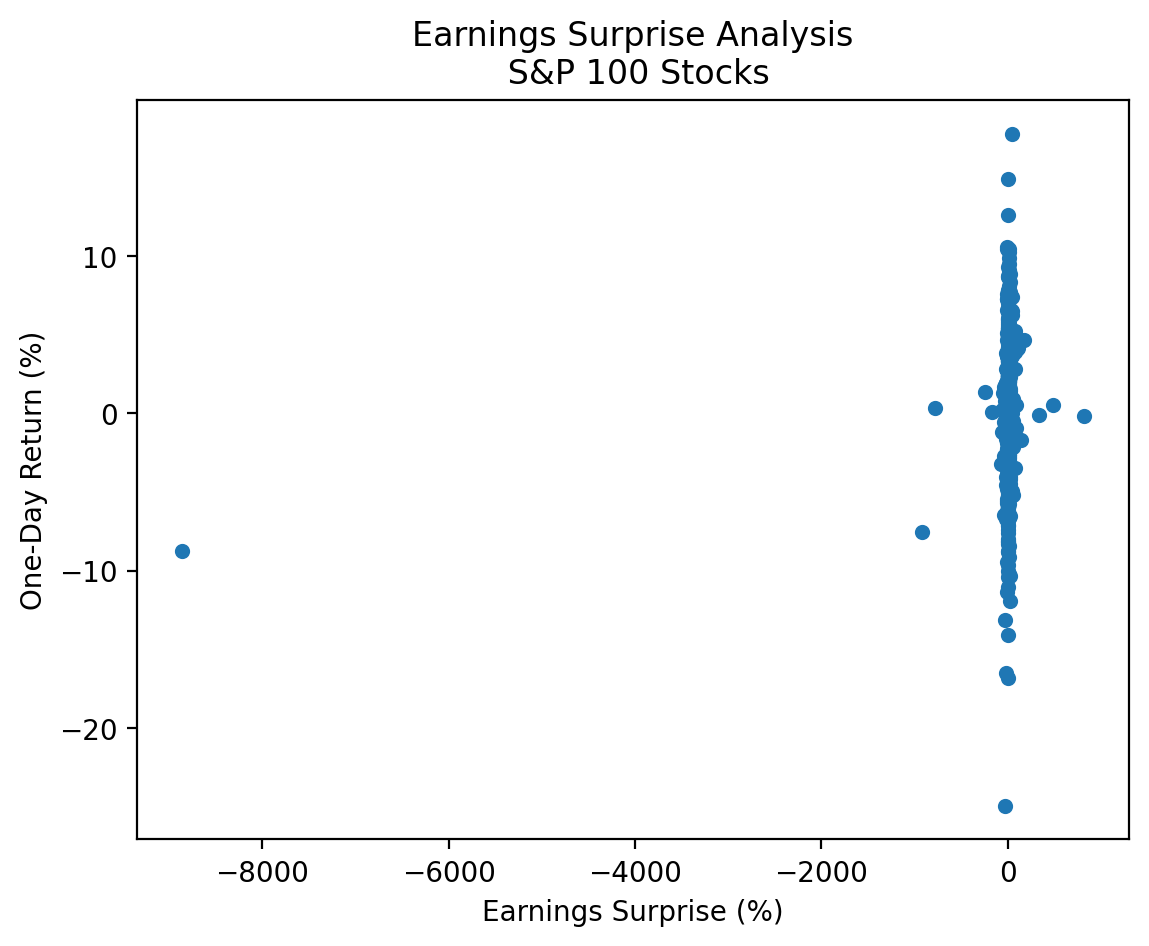 Earnings Surprise Analysis
S&P 100 Stocks
10
0
−10
−20
One-Day Return (%)
−8000
−6000
−4000
−2000
0
Earnings Surprise (%)